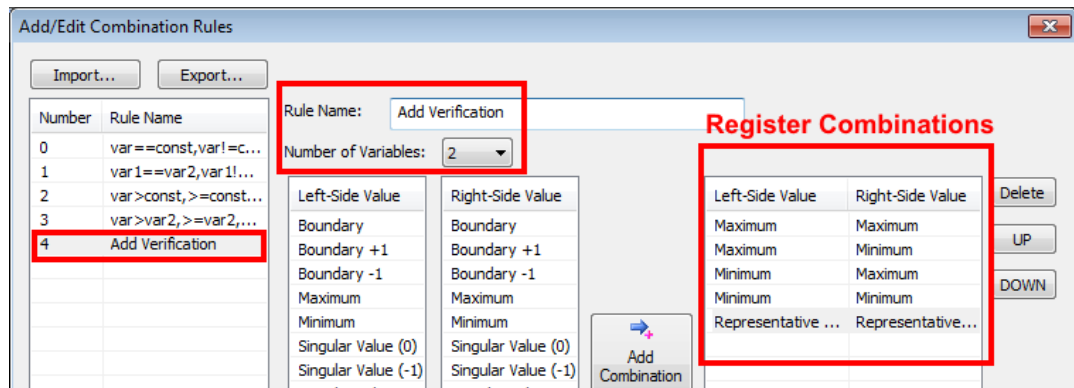 Add/Edit Combination Rules
Import... Export...
Rule Name: Add Verification
Register Combinations
Number of Variables: 2
Number Rule Name
0 var==const,var!=c...
1 var1==var2,var1!...
2 var>const,>=const...
3 var>var2,>=var2,...
4 Add Verification
Left-Side Value Right-Side Value
Boundary Boundary
Boundary +1 Boundary +1
Boundary -1 Boundary -1
Maximum Maximum
Minimum Minimum
Singular Value (0) Singular Value (0)
Singular Value (-1) Singular Value (-1)
Add
Combination
Left-Side Value Right-Side Value
Maximum Maximum
Maximum Minimum
Minimum Maximum
Minimum Minimum
Representative ... Representative...
Delete
UP
DOWN